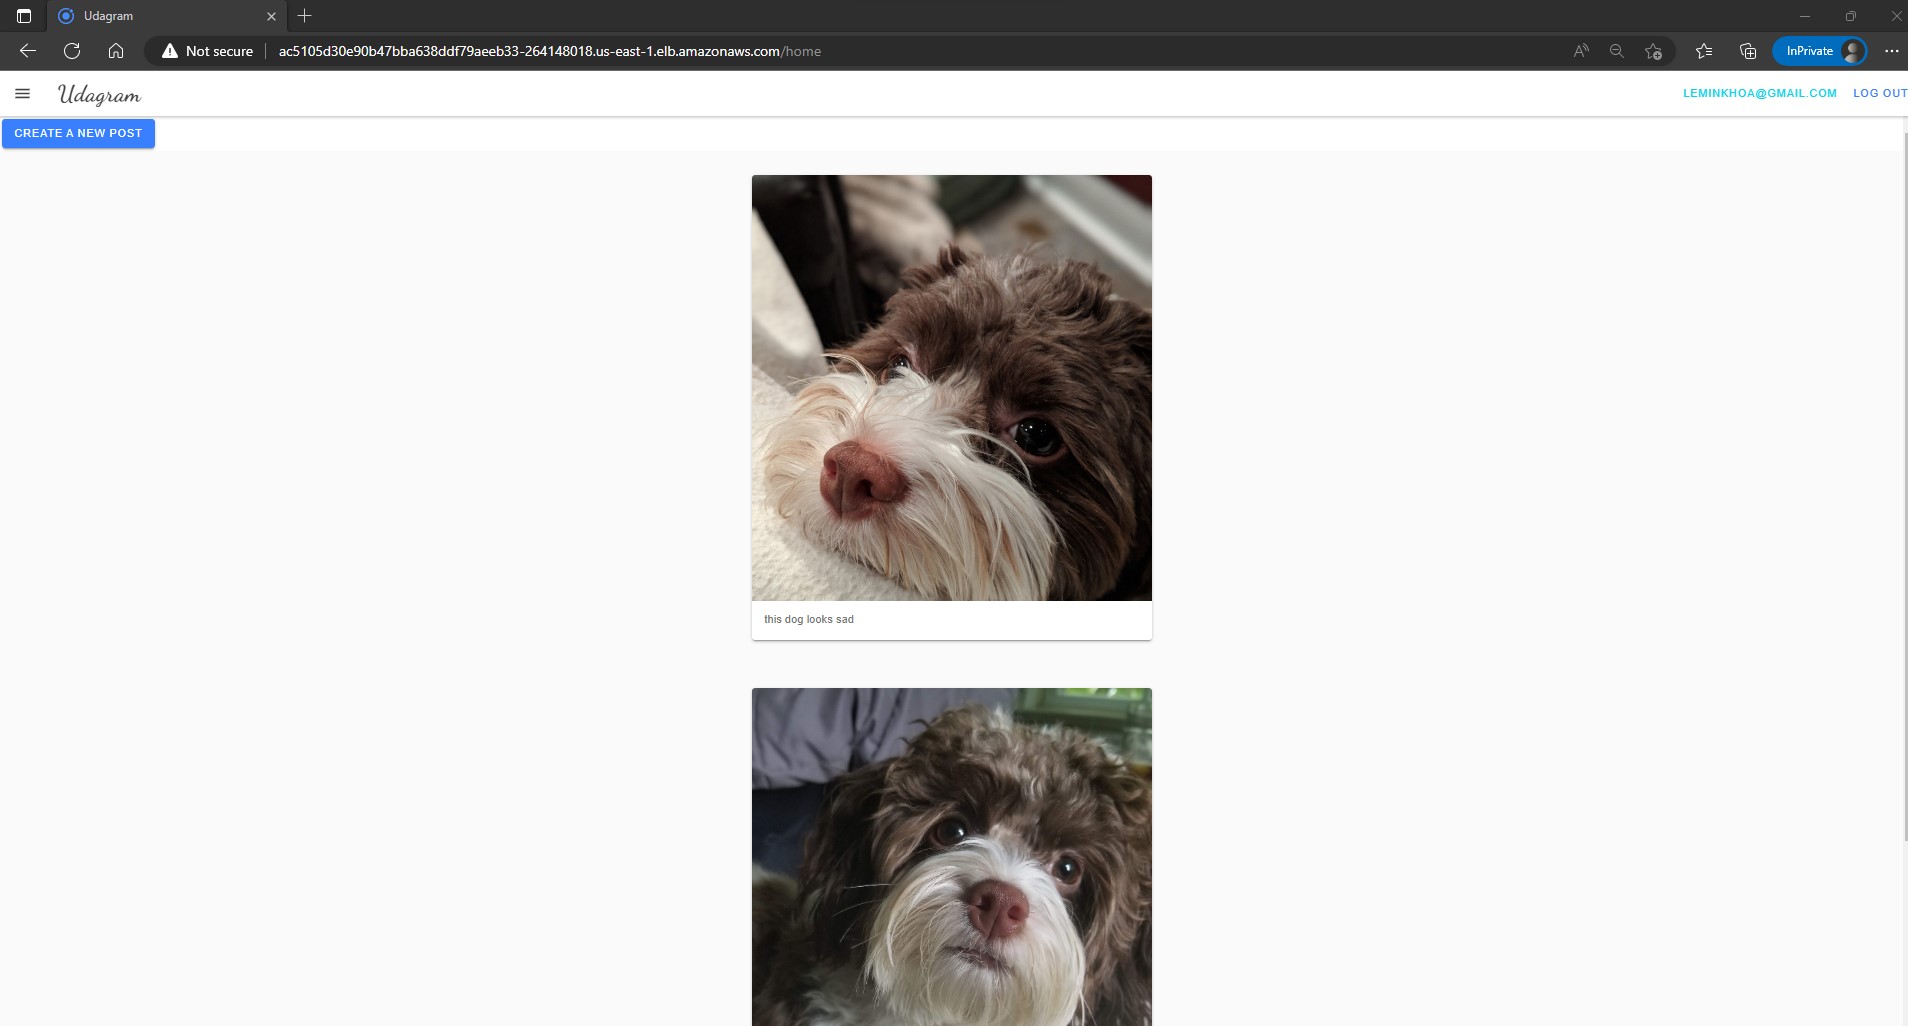 Udagram
Not secure
ac5105d30e90b47bba638ddf79aeeb33-264148018.us-east-1.elb.amazonaws.com/home
InPrivate
Udagram
LEMINKHOA@GMAIL.COM
LOG OUT
CREATE A NEW POST
this dog looks sad